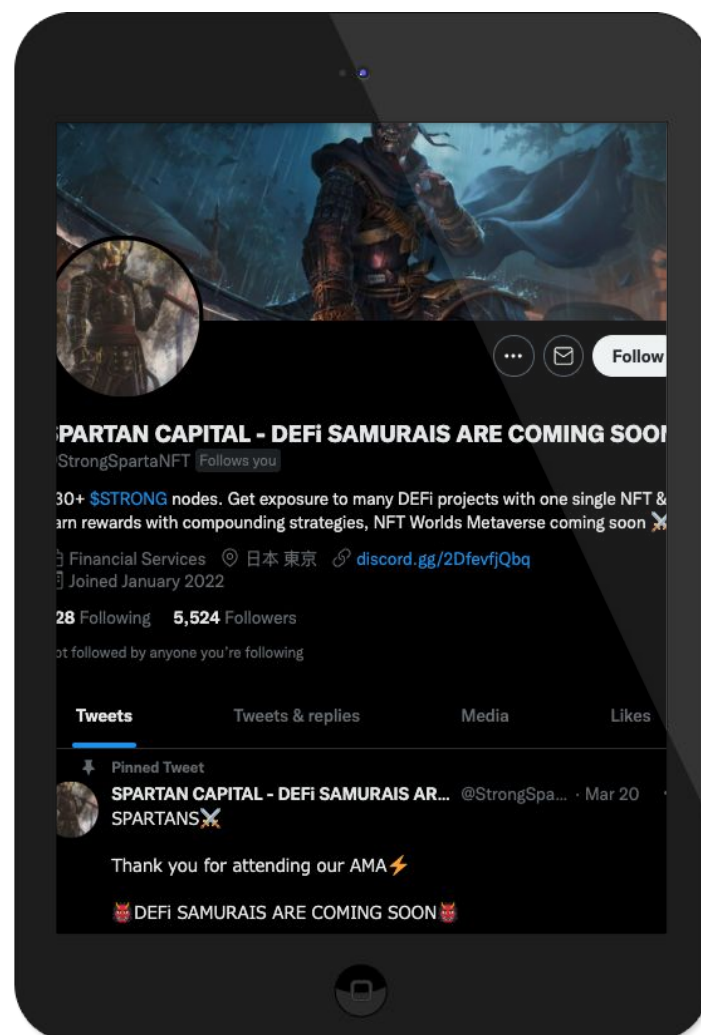 SPARTAN CAPITAL - DEFi SAMURAIS ARE COMING SOON
@StrongSpartaNFT Follows you
30+ $STRONG nodes. Get exposure to many DEFi projects with one single NFT &
earn rewards with compounding strategies, NFT Worlds Metaverse coming soon ⚔️
Financial Services 日本 東京 discord.gg/2DfevfjQbq
Joined January 2022
28 Following 5,524 Followers
Not followed by anyone you're following
Follow
Tweets Tweets & replies Media Likes
Pinned Tweet
SPARTAN CAPITAL - DEFi SAMURAIS AR... @StrongSpa... · Mar 20
SPARTANS⚔️
Thank you for attending our AMA⚡
👹DEFi SAMURAIS ARE COMING SOON👹